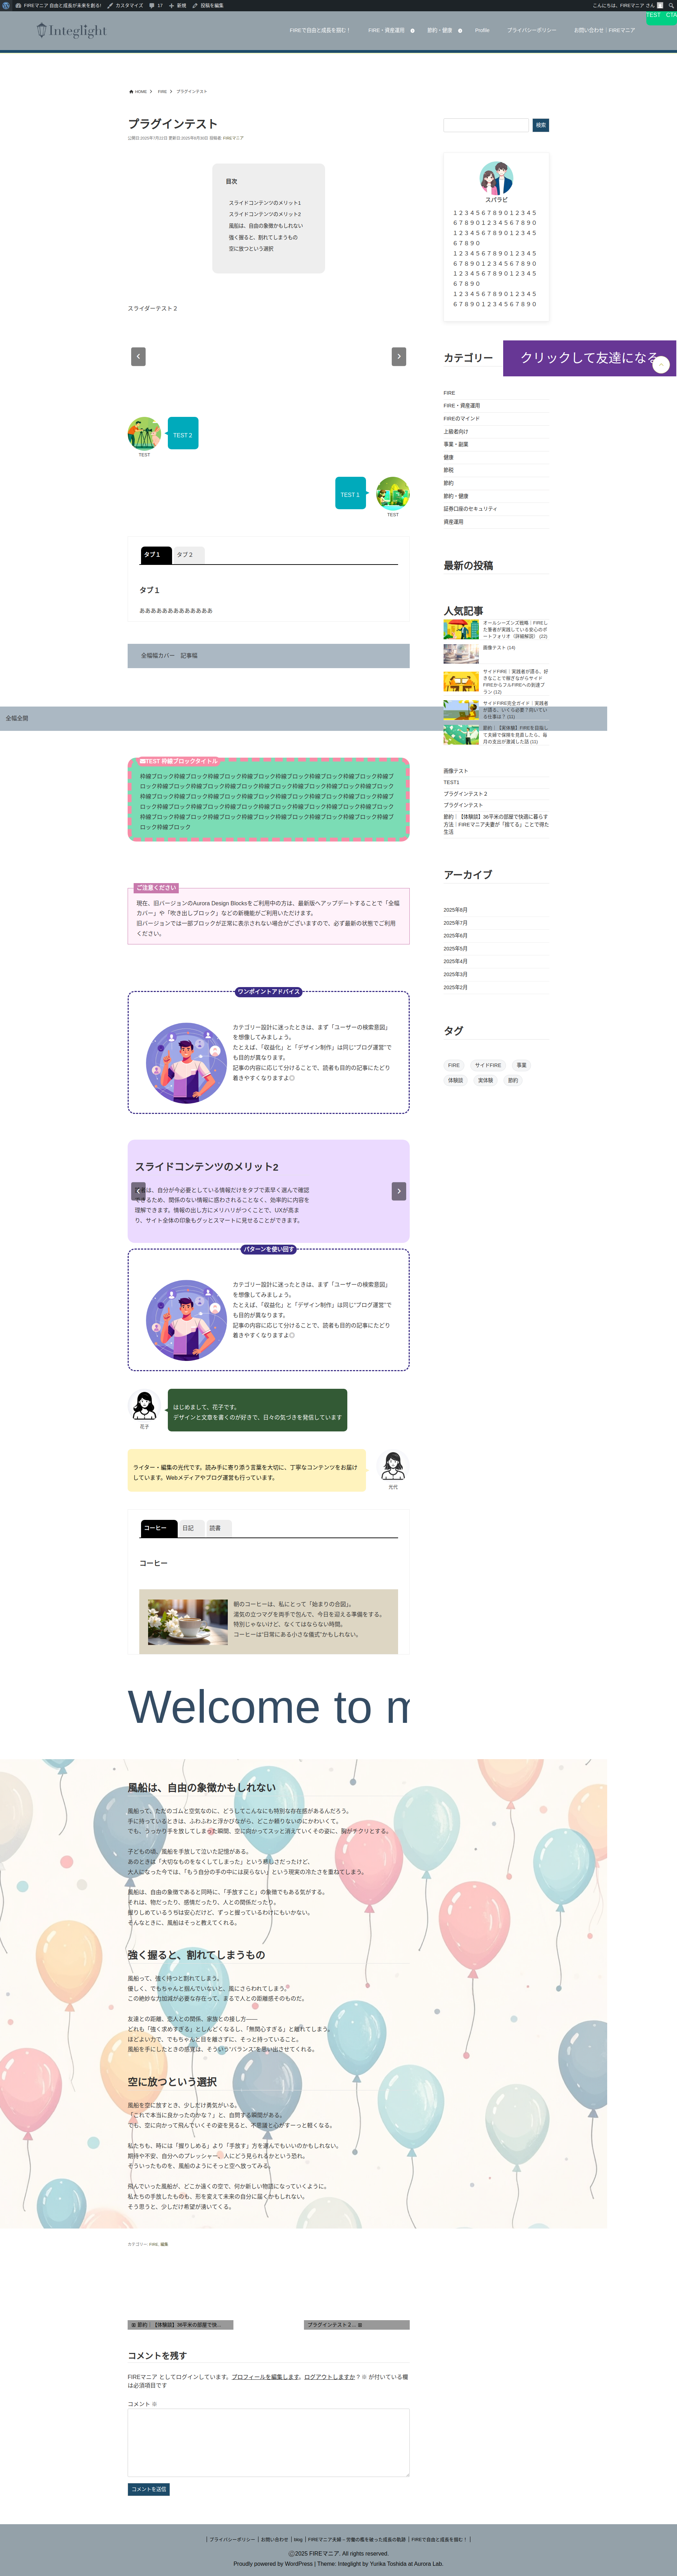 FIREマニア 自由と成長が未来を創る!
カスタマイズ
17
新規
投稿を編集
こんにちは、FIREマニア さん
TEST CTA
Integlight
FIREで自由と成長を掴む！
FIRE・資産運用
節約・健康
Profile
プライバシーポリシー
お問い合わせ｜FIREマニア
HOME
FIRE
プラグインテスト
プラグインテスト
検索
目次
スライドコンテンツのメリット1
スライドコンテンツのメリット2
風船は、自由の象徴かもしれない
強く握ると、割れてしまうもの
空に放つという選択
スパラビ
１２３４５６７８９０１２３４５
６７８９０１２３４５６７８９０
１２３４５６７８９０１２３４５
６７８９０
１２３４５６７８９０１２３４５
６７８９０１２３４５６７８９０
１２３４５６７８９０１２３４５
６７８９０
１２３４５６７８９０１２３４５
６７８９０１２３４５６７８９０
スライダーテスト２
カテゴリー
クリックして友達になる
FIRE
FIRE・資産運用
FIREのマインド
上級者向け
事業・副業
健康
節税
節約
節約・健康
証券口座のセキュリティ
資産運用
TEST２
TEST
TEST１
TEST
タブ１
タブ２
タブ１
あああああああああああああ
最新の投稿
人気記事
オールシーズンズ戦略：FIREし
た筆者が実践している安心のポ
ートフォリオ（詳細解説） (22)
画像テスト (14)
サイドFIRE｜実践者が語る、好
きなことで稼ぎながらサイド
FIREからフルFIREへの到達プ
ラン (12)
サイドFIRE完全ガイド｜実践者
が語る、いくら必要？向いてい
る仕事は？ (11)
節約｜【実体験】FIREを目指し
て夫婦で保険を見直したら、毎
月の支出が激減した話 (11)
全幅幅カバー 記事幅
全幅全開
TEST 枠線ブロックタイトル
枠線ブロック枠線ブロック枠線ブロック枠線ブロック枠線ブロック枠線ブロック枠線ブロック枠線ブ
ロック枠線ブロック枠線ブロック枠線ブロック枠線ブロック枠線ブロック枠線ブロック枠線ブロック
枠線ブロック枠線ブロック枠線ブロック枠線ブロック枠線ブロック枠線ブロック枠線ブロック枠線ブ
ロック枠線ブロック枠線ブロック枠線ブロック枠線ブロック枠線ブロック枠線ブロック枠線ブロック
枠線ブロック枠線ブロック枠線ブロック枠線ブロック枠線ブロック枠線ブロック枠線ブロック枠線ブ
ロック枠線ブロック
画像テスト
TEST1
プラグインテスト２
プラグインテスト
節約｜【体験談】36平米の部屋で快適に暮らす
方法｜FIREマニア夫妻が「捨てる」ことで得た
生活
アーカイブ
2025年8月
2025年7月
2025年6月
2025年5月
2025年4月
2025年3月
2025年2月
タグ
FIRE
サイドFIRE
事業
体験談
実体験
節約
ご注意ください
現在、旧バージョンのAurora Design Blocksをご利用中の方は、最新版へアップデートすることで「全幅
カバー」や「吹き出しブロック」などの新機能がご利用いただけます。
旧バージョンでは一部ブロックが正常に表示されない場合がございますので、必ず最新の状態でご利用
ください。
ワンポイントアドバイス
カテゴリー設計に迷ったときは、まず「ユーザーの検索意図」
を想像してみましょう。
たとえば、「収益化」と「デザイン制作」は同じ“ブログ運営”で
も目的が異なります。
記事の内容に応じて分けることで、読者も目的の記事にたどり
着きやすくなりますよ◎
スライドコンテンツのメリット2
は、自分が今必要としている情報だけをタブで素早く選んで確認
きるため、関係のない情報に惑わされることなく、効率的に内容を
理解できます。情報の出し方にメリハリがつくことで、UXが高ま
り、サイト全体の印象もグッとスマートに見せることができます。
パターンを使い回す
カテゴリー設計に迷ったときは、まず「ユーザーの検索意図」
を想像してみましょう。
たとえば、「収益化」と「デザイン制作」は同じ“ブログ運営”で
も目的が異なります。
記事の内容に応じて分けることで、読者も目的の記事にたどり
着きやすくなりますよ◎
はじめまして、花子です。
デザインと文章を書くのが好きで、日々の気づきを発信しています
花子
ライター・編集の光代です。読み手に寄り添う言葉を大切に、丁寧なコンテンツをお届け
しています。Webメディアやブログ運営も行っています。
光代
コーヒー
日記
読書
コーヒー
朝のコーヒーは、私にとって「始まりの合図」。
湯気の立つマグを両手で包んで、今日を迎える準備をする。
特別じゃないけど、なくてはならない時間。
コーヒーは“日常にある小さな儀式”かもしれない。
Welcome to m
風船は、自由の象徴かもしれない
風船って、ただのゴムと空気なのに、どうしてこんなにも特別な存在感があるんだろう。
手に持っているときは、ふわふわと浮かびながら、どこか頼りないのにかわいくて。
でも、うっかり手を放してしまった瞬間、空に向かってスッと消えていくその姿に、胸がチクリとする。
子どもの頃、風船を手放して泣いた記憶がある。
あのときは「大切なものをなくしてしまった」という悲しさだったけど、
大人になった今では、「もう自分の手の中には戻らない」という現実の冷たさを重ねてしまう。
風船は、自由の象徴であると同時に、「手放すこと」の象徴でもある気がする。
それは、物だったり、感情だったり、人との関係だったり。
握りしめているうちは安心だけど、ずっと握っているわけにもいかない。
そんなときに、風船はそっと教えてくれる。
強く握ると、割れてしまうもの
風船って、強く持つと割れてしまう。
優しく、でもちゃんと掴んでいないと、風にさらわれてしまう。
この絶妙な力加減が必要な存在って、まるで人との距離感そのものだ。
友達との距離、恋人との関係、家族との接し方――
どれも「強く求めすぎる」としんどくなるし、「無関心すぎる」と離れてしまう。
ほどよい力で、でもちゃんと目を離さずに、そっと持っていること。
風船を手にしたときの感覚は、そういう“バランス”を思い出させてくれる。
空に放つという選択
風船を空に放すとき、少しだけ勇気がいる。
「これで本当に良かったのかな？」と、自問する瞬間がある。
でも、空に向かって飛んでいくその姿を見ると、不思議と心がすーっと軽くなる。
私たちも、時には「握りしめる」より「手放す」方を選んでもいいのかもしれない。
期待や不安、自分へのプレッシャー、人にどう見られるかという恐れ。
そういったものを、風船のようにそっと空へ放ってみる。
飛んでいった風船が、どこか遠くの空で、何か新しい物語になっていくように。
私たちの手放したものも、形を変えて未来の自分に届くかもしれない。
そう思うと、少しだけ希望が湧いてくる。
カテゴリー: FIRE, 編集
節約｜【体験談】36平米の部屋で快...
プラグインテスト２...
コメントを残す
FIREマニア としてログインしています。プロフィールを編集します。ログアウトしますか？※ が付いている欄
は必須項目です
コメント ※
コメントを送信
プライバシーポリシー
お問い合わせ
blog
FIREマニア夫婦 – 労働の檻を破った成長の軌跡
FIREで自由と成長を掴む！
Ⓒ2025 FIREマニア. All rights reserved.
Proudly powered by WordPress | Theme: Integlight by Yurika Toshida at Aurora Lab.